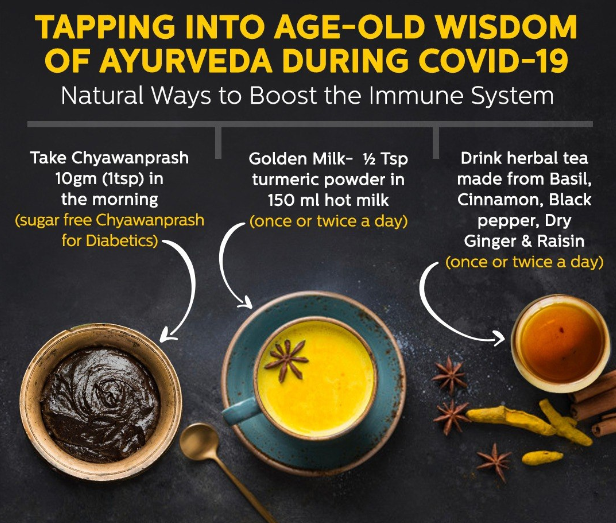 TAPPING INTO AGE-OLD WISDOM
OF AYURVEDA DURING COVID-19
Natural Ways to Boost the Immune System
Take Chyawanprash
10gm (1tsp) in
the morning
(sugar free Chyawanprash
for Diabetics)
Golden Milk- ½ Tsp
turmeric powder in
150 ml hot milk
(once or twice a day)
Drink herbal tea
made from Basil,
Cinnamon, Black
pepper, Dry
Ginger & Raisin
(once or twice a day)